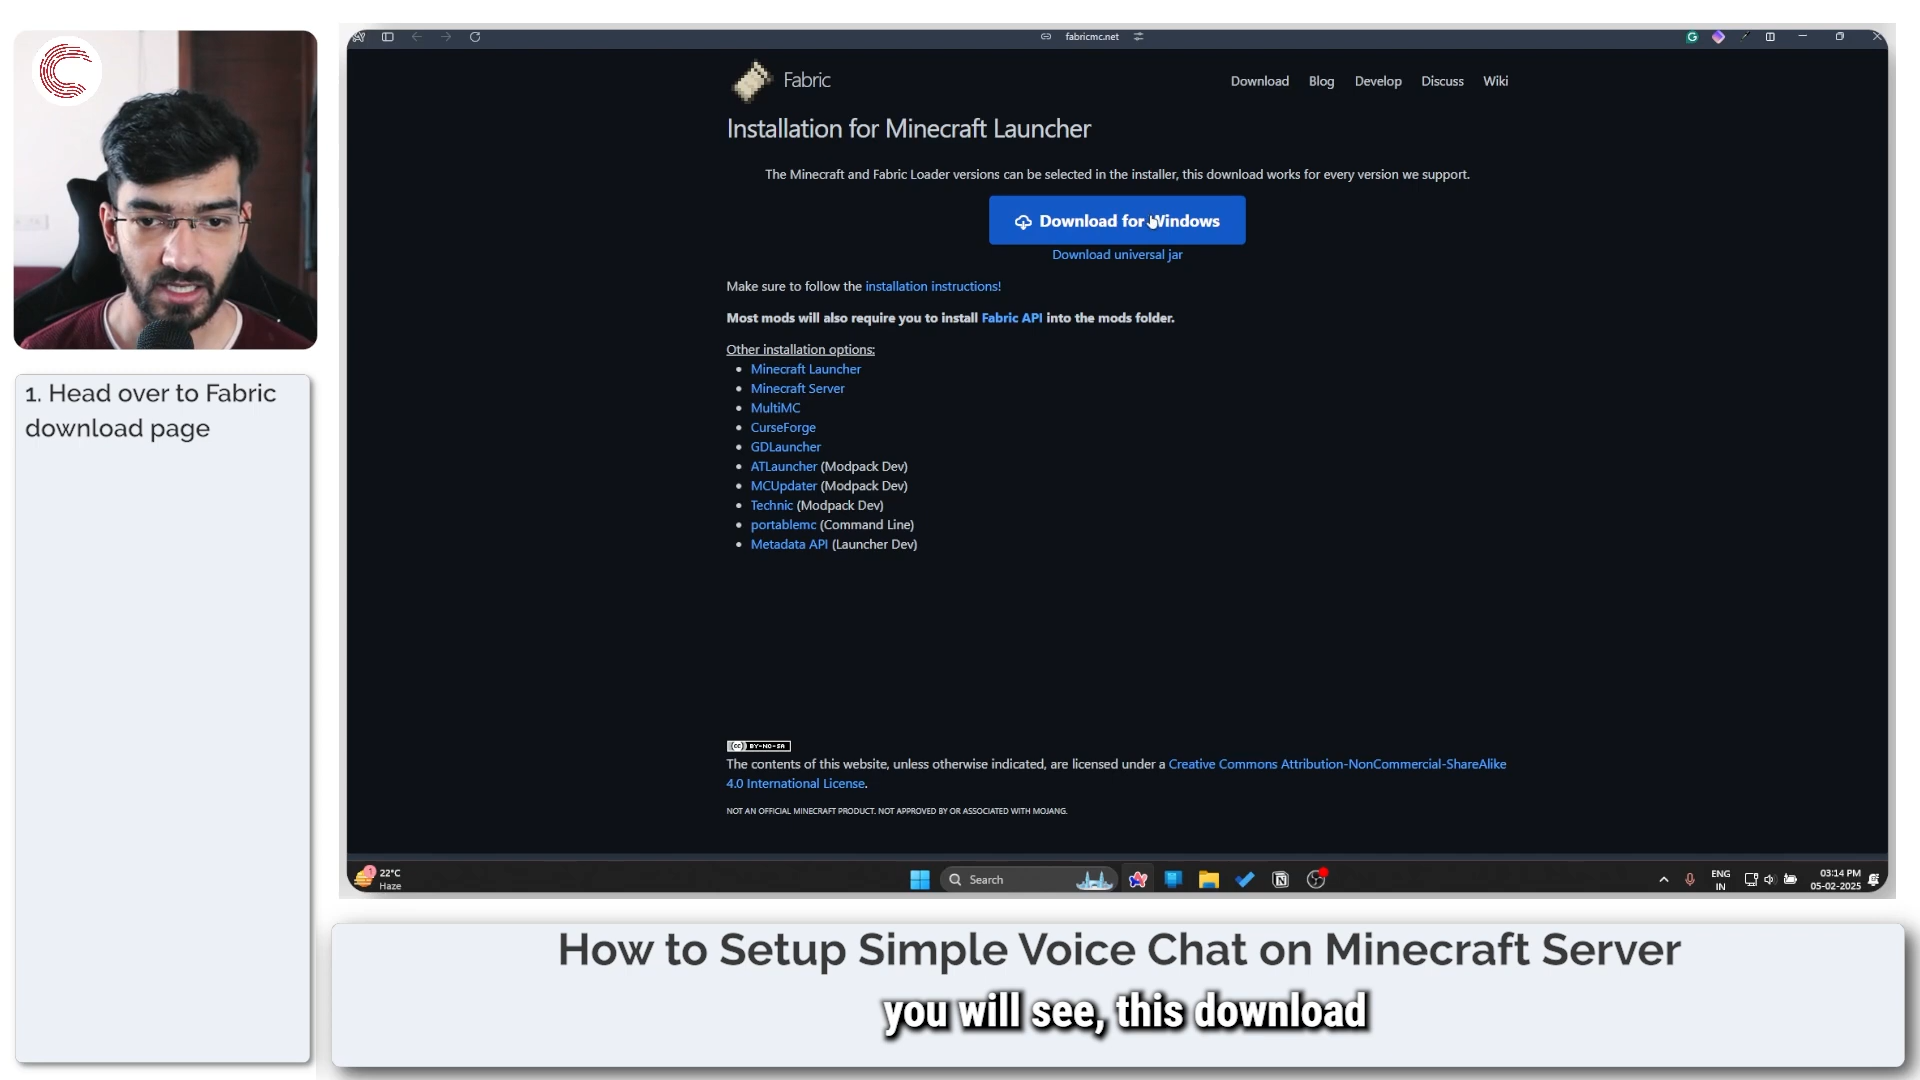 fabricmc.net
Fabric
Download Blog Develop Discuss Wiki
Installation for Minecraft Launcher
The Minecraft and Fabric Loader versions can be selected in the installer, this download works for every version we support.
Download for Windows
Download universal jar
Make sure to follow the installation instructions!
Most mods will also require you to install Fabric API into the mods folder.
Other installation options:
Minecraft Launcher
Minecraft Server
MultiMC
CurseForge
GDLauncher
ATLauncher (Modpack Dev)
MCUpdater (Modpack Dev)
Technic (Modpack Dev)
portablemc (Command Line)
Metadata API (Launcher Dev)
1. Head over to Fabric
download page
cc BY-NC-SA
The contents of this website, unless otherwise indicated, are licensed under a Creative Commons Attribution-NonCommercial-ShareAlike
4.0 International License.
NOT AN OFFICIAL MINECRAFT PRODUCT. NOT APPROVED BY OR ASSOCIATED WITH MOJANG.
1
22°C
Haze
Search
ENG
IN
03:14 PM
05-02-2025
How to Setup Simple Voice Chat on Minecraft Server
you will see, this download